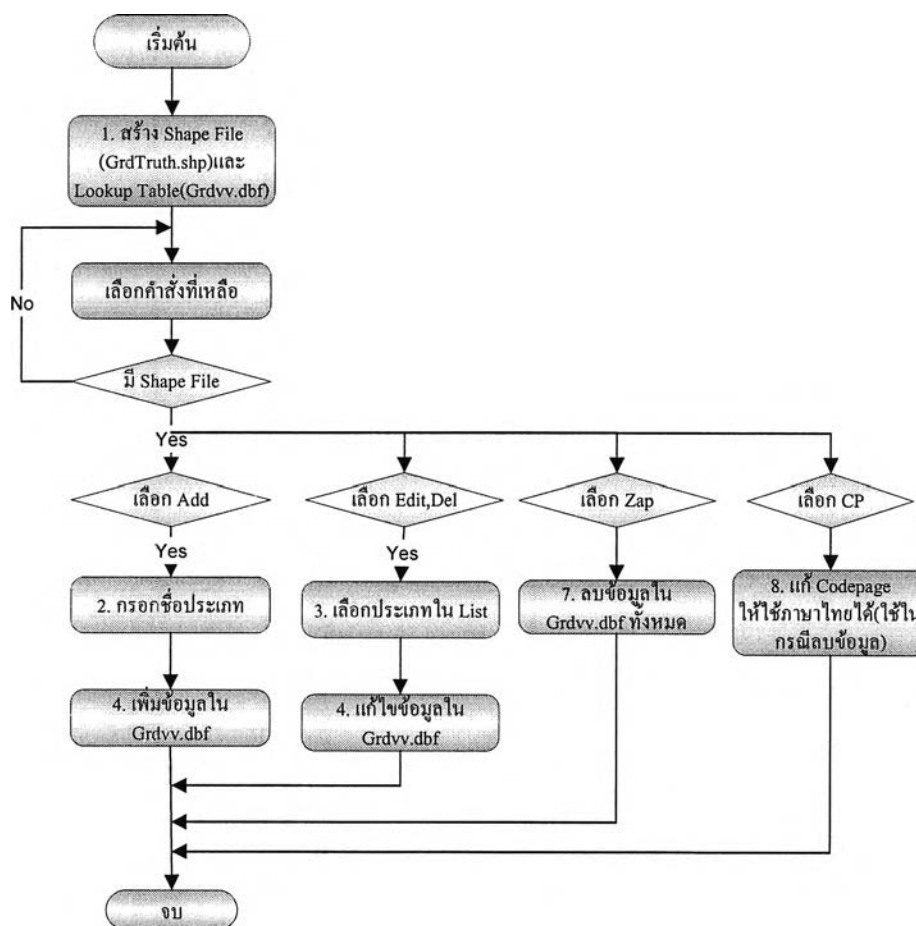 เริ่มต้น
1. สร้าง Shape File
(GrdTruth.shp)และ
Lookup Table(Grdvv.dbf)
No
เลือกคำสั่งที่เหลือ
มี Shape File
Yes
เลือก Add
เลือก Edit,Del
เลือก Zap
เลือก CP
Yes
Yes
2. กรอกชื่อประเภท
3. เลือกประเภทใน List
7. ลบข้อมูลใน
Grdvv.dbf ทั้งหมด
8. แก้ Codepage
ให้ใช้ภาษาไทยได้(ใช้ใน
กรณีลบข้อมูล)
4. เพิ่มข้อมูลใน
Grdvv.dbf
4. แก้ไขข้อมูลใน
Grdvv.dbf
จบ